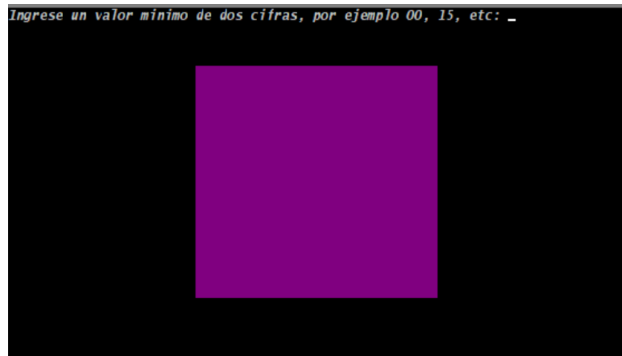 Ingrese un valor minimo de dos cifras, por ejemplo 00, 15, etc: _